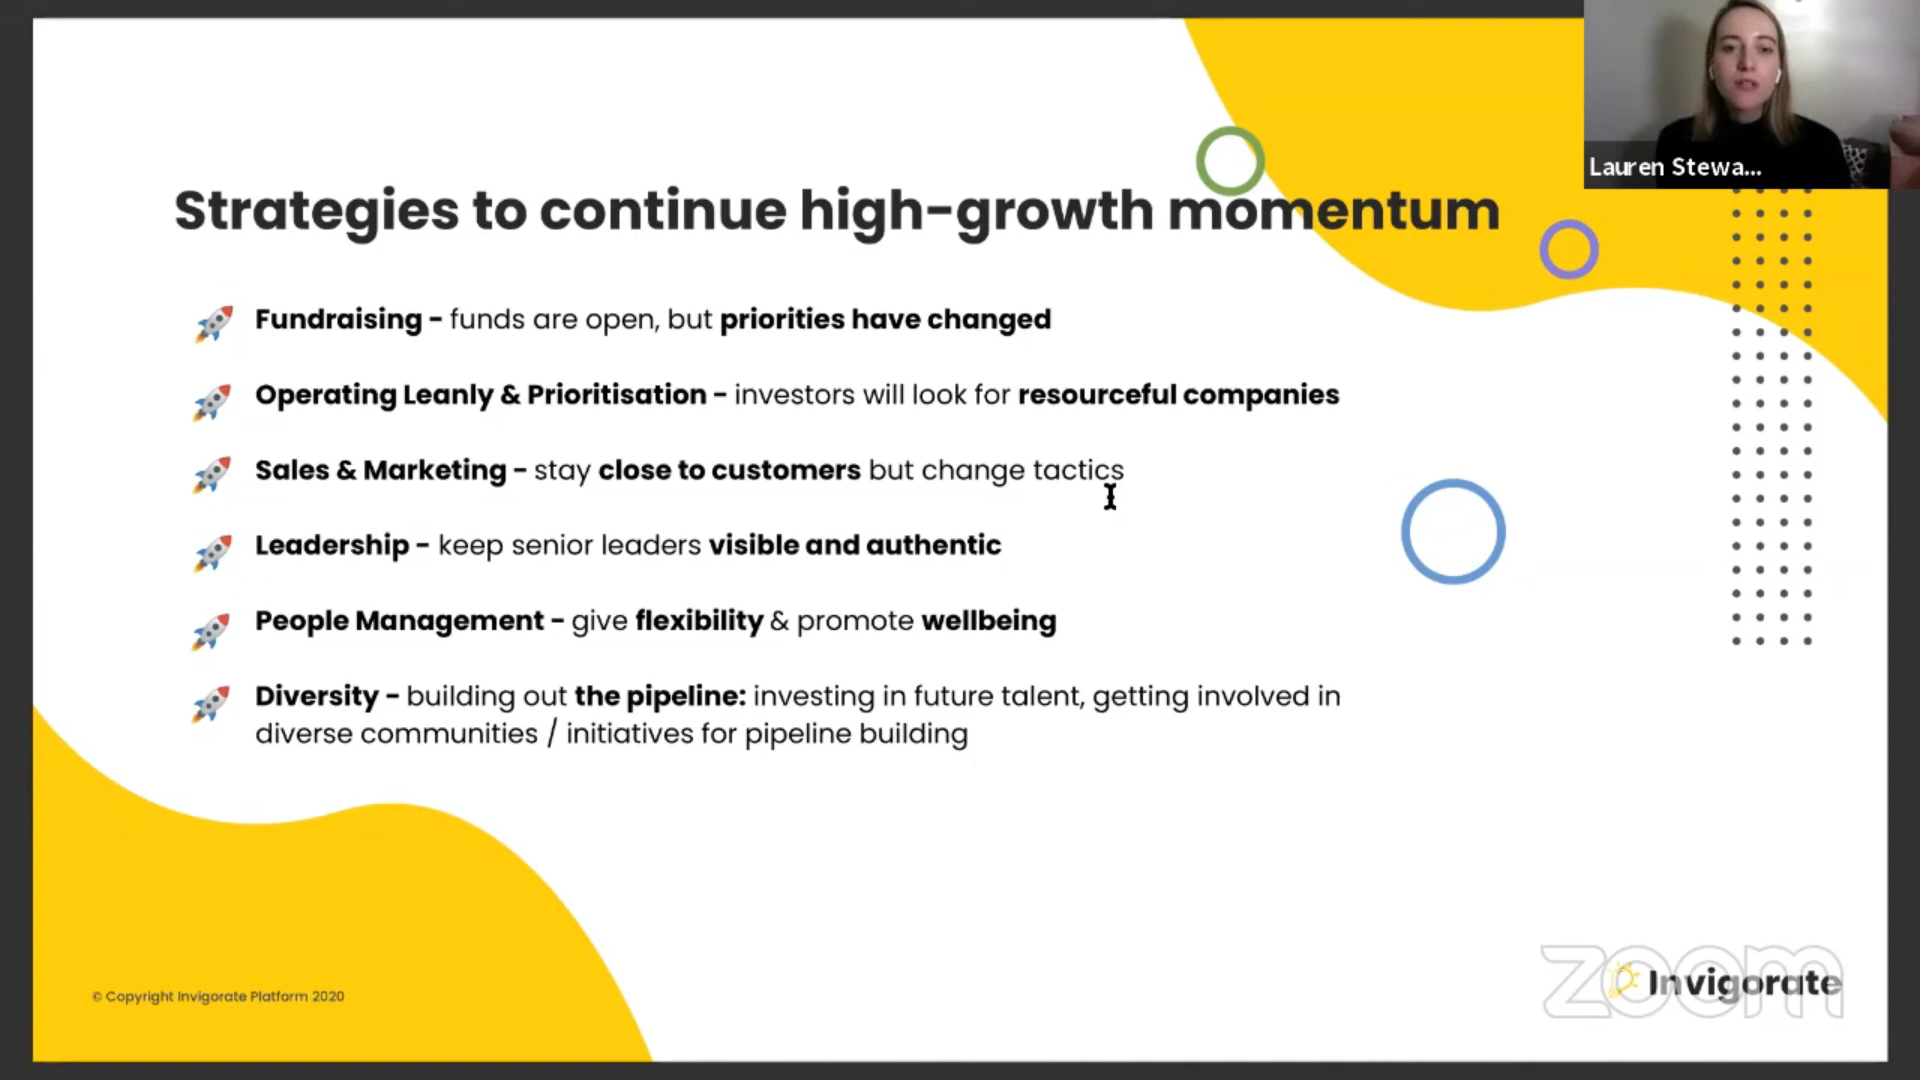 Lauren Stewa...
Strategies to continue high-growth momentum
Fundraising - funds are open, but priorities have changed
Operating Leanly & Prioritisation - investors will look for resourceful companies
Sales & Marketing - stay close to customers but change tactics
Leadership - keep senior leaders visible and authentic
People Management - give flexibility & promote wellbeing
Diversity - building out the pipeline: investing in future talent, getting involved in
diverse communities / initiatives for pipeline building
© Copyright Invigorate Platform 2020
zoom
Invigorate